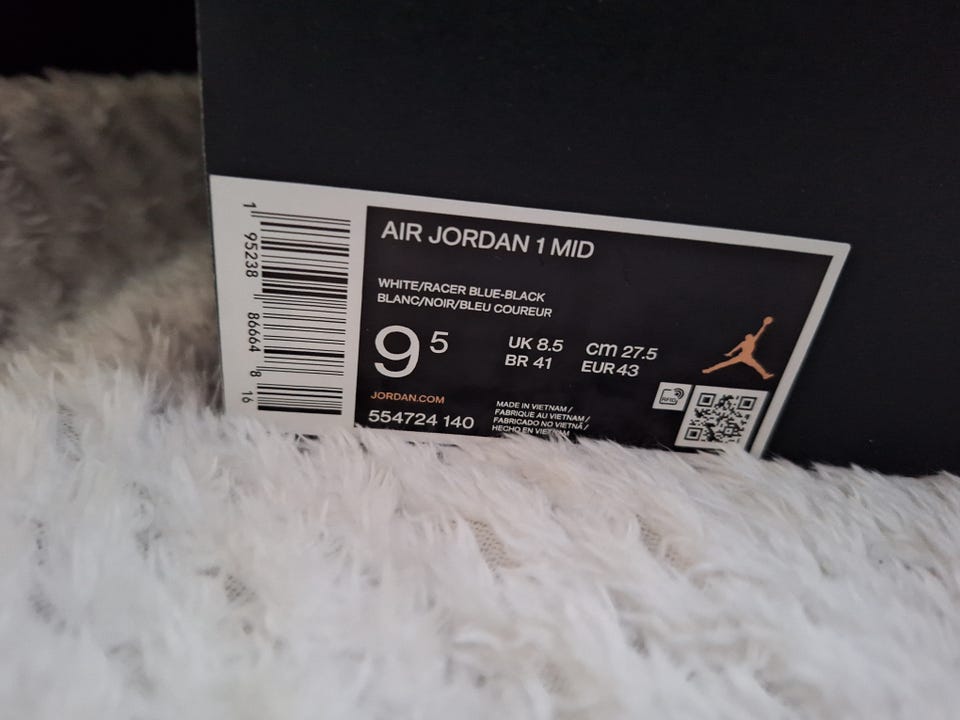 1 95238 86664 8 16
AIR JORDAN 1 MID
WHITE/RACER BLUE-BLACK
BLANC/NOIR/BLEU COUREUR
9 5
UK 8.5 cm 27.5
BR 41 EUR 43
JORDAN.COM
554724 140
MADE IN VIETNAM /
FABRIQUE AU VIETNAM /
FABRICADO NO VIETNÃ /
HECHO EN VIETNAM
RFID